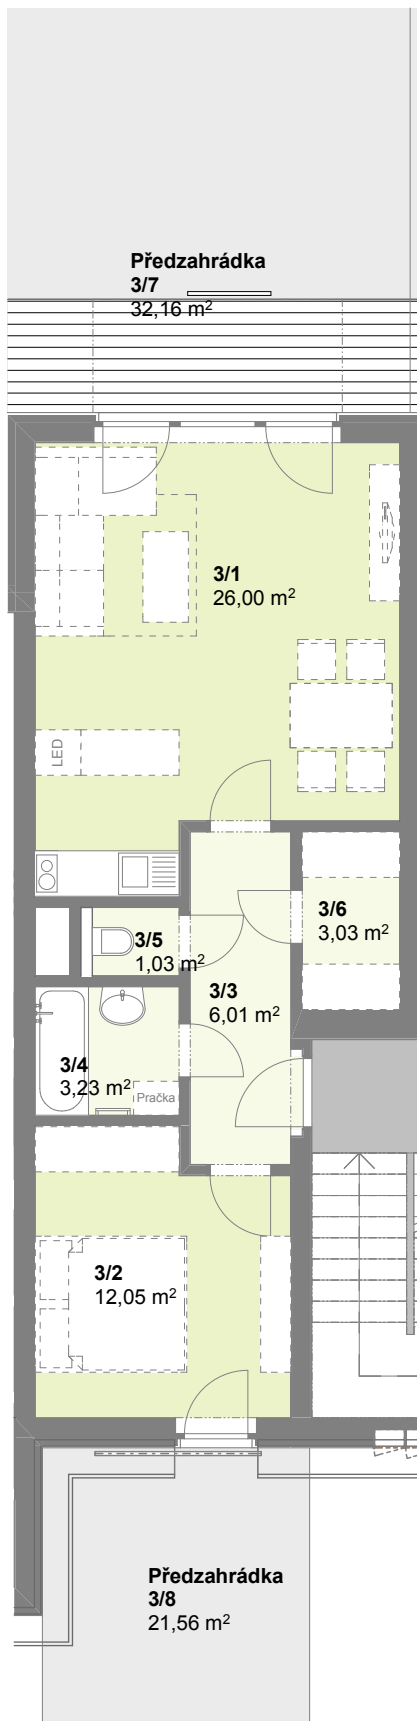 Předzahrádka
3/7
32,16 m²
3/1
26,00 m²
LED
3/6
3,03 m²
3/5
1,03 m²
3/3
6,01 m²
3/4
3,23 m²
Pračka
3/2
12,05 m²
Předzahrádka
3/8
21,56 m²